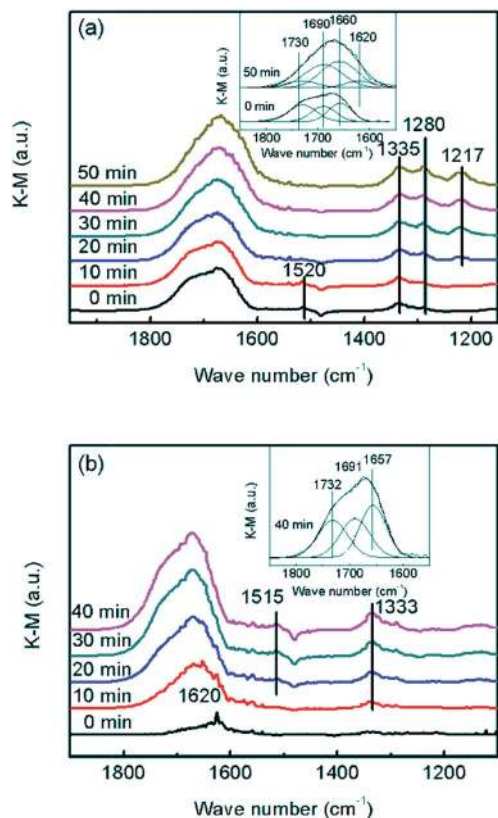 (a)
1690 1660
1730 1620
50 min
0 min
K-M (a.u.)
1800 1700 1600
Wave number (cm-1)
1280
1335 1217
50 min
40 min
30 min
20 min
10 min
0 min
1520
K-M (a.u.)
1800 1600 1400 1200
Wave number (cm-1)
(b)
1691 1657
1732
40 min
K-M (a.u.)
1800 1700 1600
Wave number (cm-1)
1515 1333
40 min
30 min
20 min
10 min
0 min
1620
K-M (a.u.)
1800 1600 1400 1200
Wave number (cm-1)